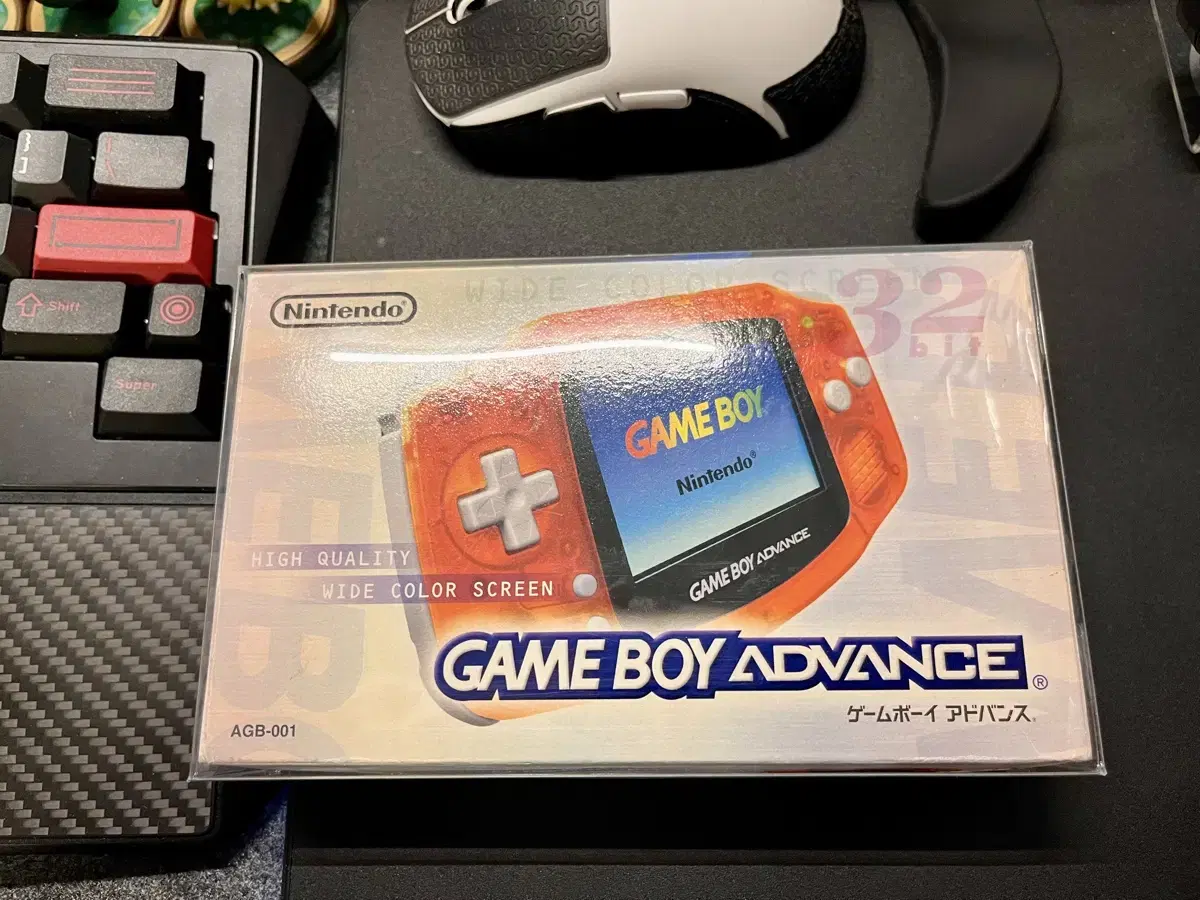 Shift
Super
Nintendo®
WIDE COLOR SCREEN
32
bit
GAME BOY
Nintendo®
GAME BOY ADVANCE
HIGH QUALITY
WIDE COLOR SCREEN
GAME BOY ADVANCE®
ゲームボーイ アドバンス®
AGB-001